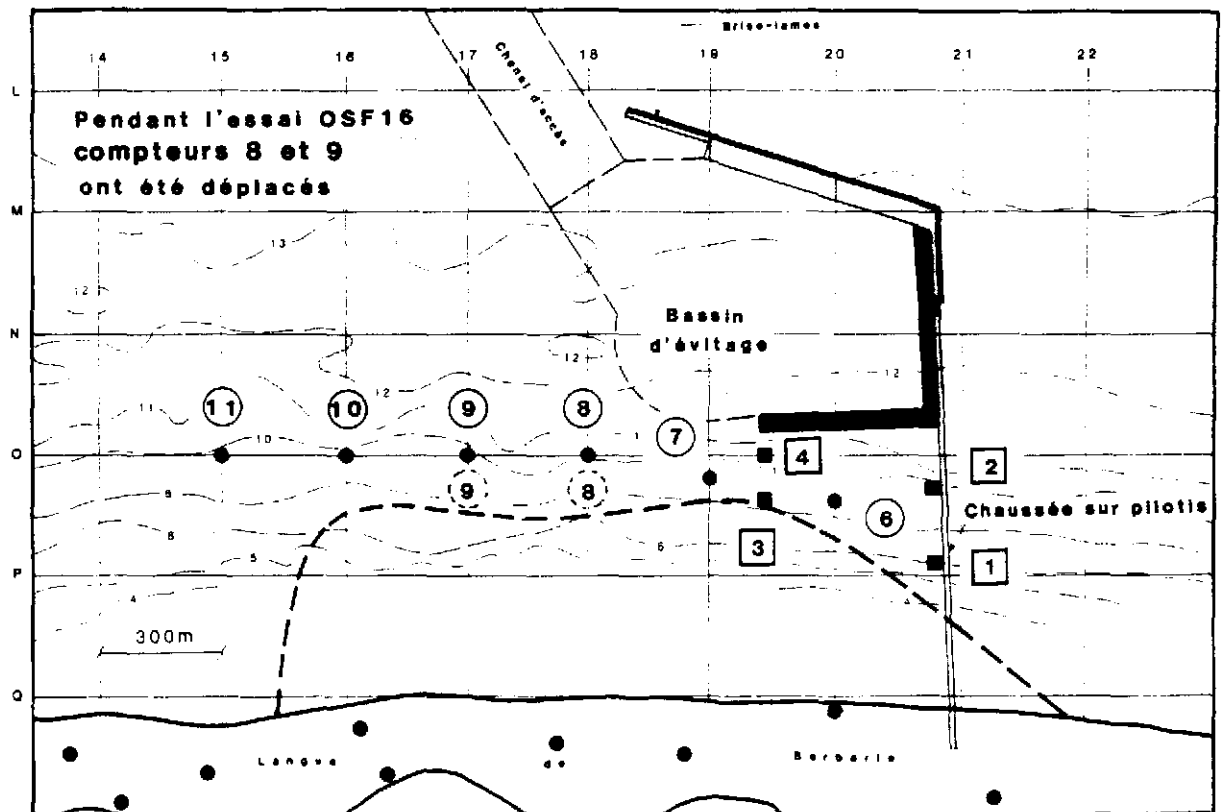 Brise-lames
14 15 16 17 18 19 20 21 22
Chenal d'accès
L
Pendant l'essai OSF16
compteurs 8 et 9
ont été déplacés
M
13
12
N
Bassin
d'évitage
12
12
12
11
11 10 9 8
7
10
O
4
2
9 8
8
6
Chaussée sur pilotis
6
5
6
3
1
P
4
300m
Q
Langue de Barbarie